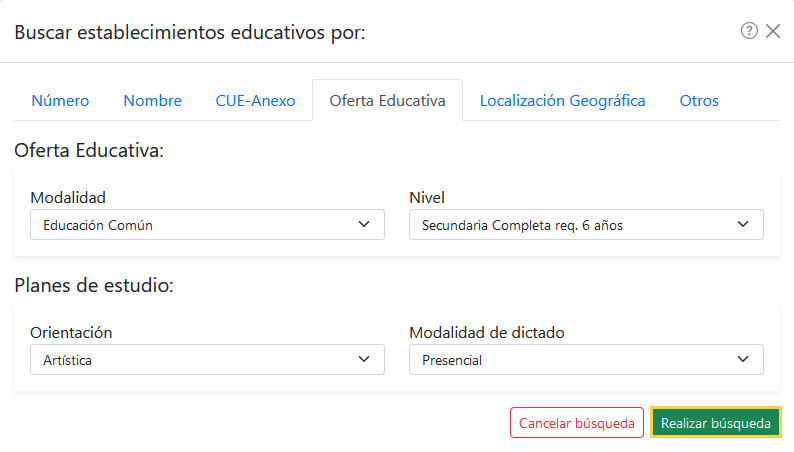 Buscar establecimientos educativos por:
Número Nombre CUE-Anexo Oferta Educativa Localización Geográfica Otros
Oferta Educativa:
Modalidad Nivel
Educación Común Secundaria Completa req. 6 años
Planes de estudio:
Orientación Modalidad de dictado
Artística Presencial
Cancelar búsqueda Realizar búsqueda